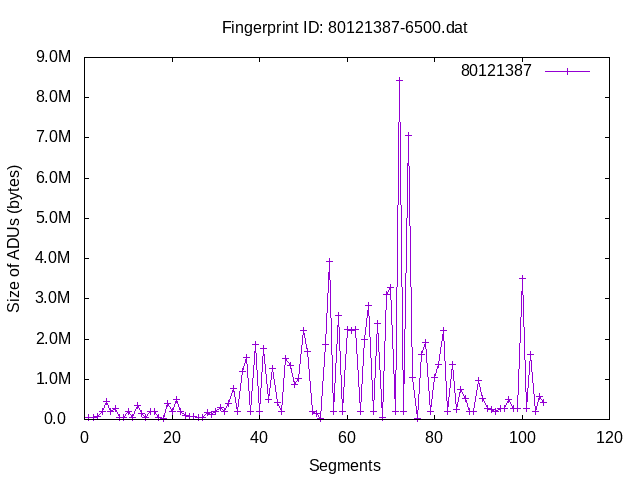 Fingerprint ID: 80121387-6500.dat
9.0M
80121387
8.0M
7.0M
6.0M
5.0M
4.0M
3.0M
2.0M
1.0M
0.0
Size of ADUs (bytes)
0 20 40 60 80 100 120
Segments